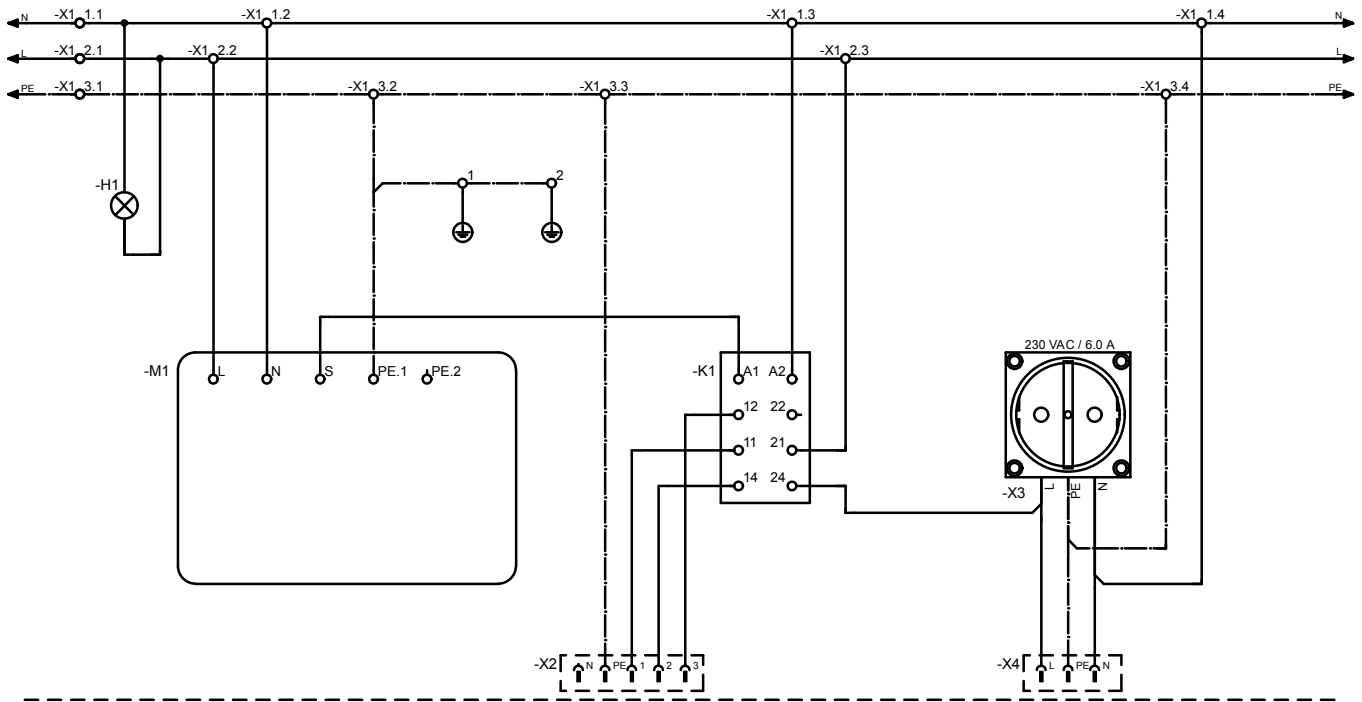 N -X1 1.1 -X1 1.2 -X1 1.3 -X1 1.4 N
L -X1 2.1 -X1 2.2 -X1 2.3 L
PE -X1 3.1 -X1 3.2 -X1 3.3 -X1 3.4 PE
-H1 1 2
230 VAC / 6.0 A
-M1 L N S PE.1 PE.2 -K1 A1 A2
12 22
11 21
14 24
-X3 L PE N
-X2 N PE 1 2 3 -X4 L PE N